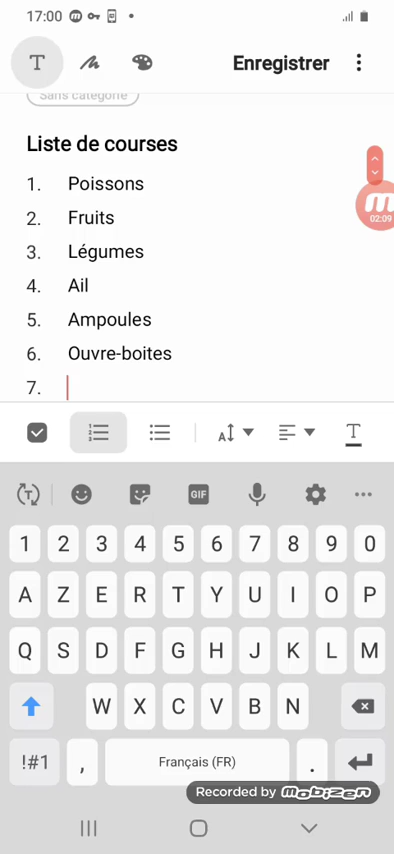 17:00
Enregistrer
Sans catégorie
Liste de courses
02:09
1. Poissons
2. Fruits
3. Légumes
4. Ail
5. Ampoules
6. Ouvre-boites
7.
GIF
1 2 3 4 5 6 7 8 9 0
A Z E R T Y U I O P
Q S D F G H J K L M
W X C V B N
!#1 , Français (FR) .
Recorded by mobizen